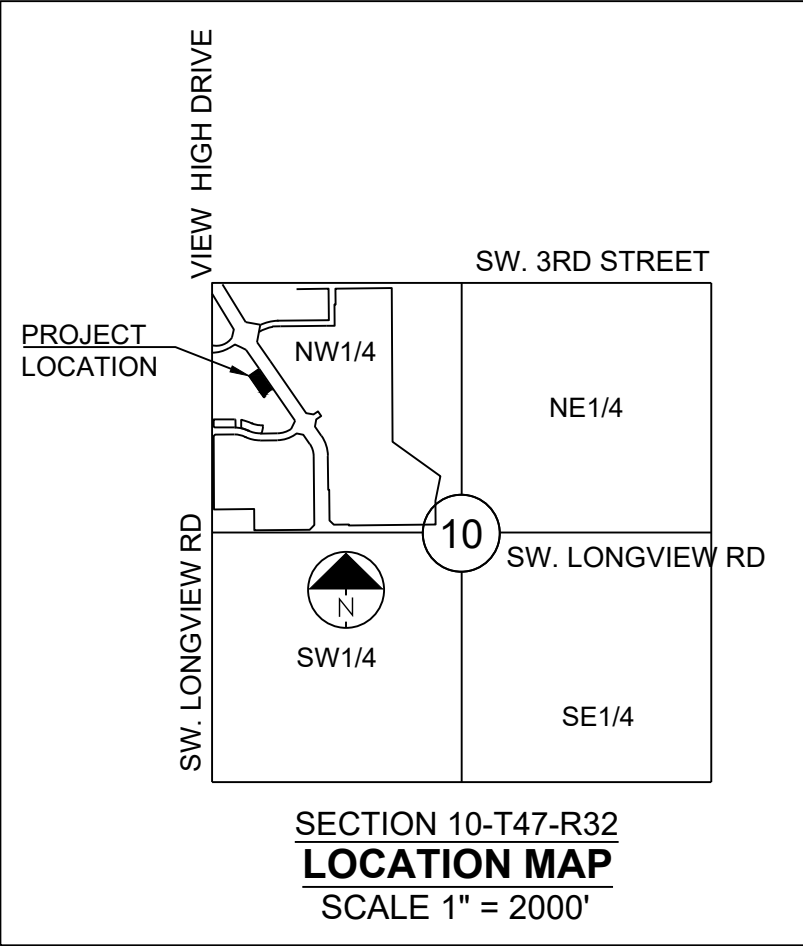 VIEW HIGH DRIVE
SW. 3RD STREET
PROJECT
LOCATION
NW1/4
NE1/4
10
SW. LONGVIEW RD
SW. LONGVIEW RD
N
SW1/4
SE1/4
SECTION 10-T47-R32
LOCATION MAP
SCALE 1" = 2000'